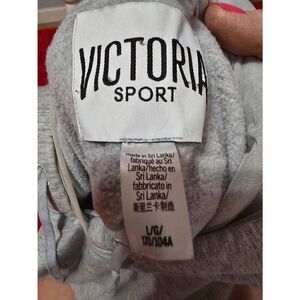 VICTORIA
SPORT
made in Sri Lanka/
fabriqué au Sri
Lanka/hecho en
Sri Lanka/
fabbricato in
Sri Lanka/
斯里兰卡制造
L/G/
170/104A